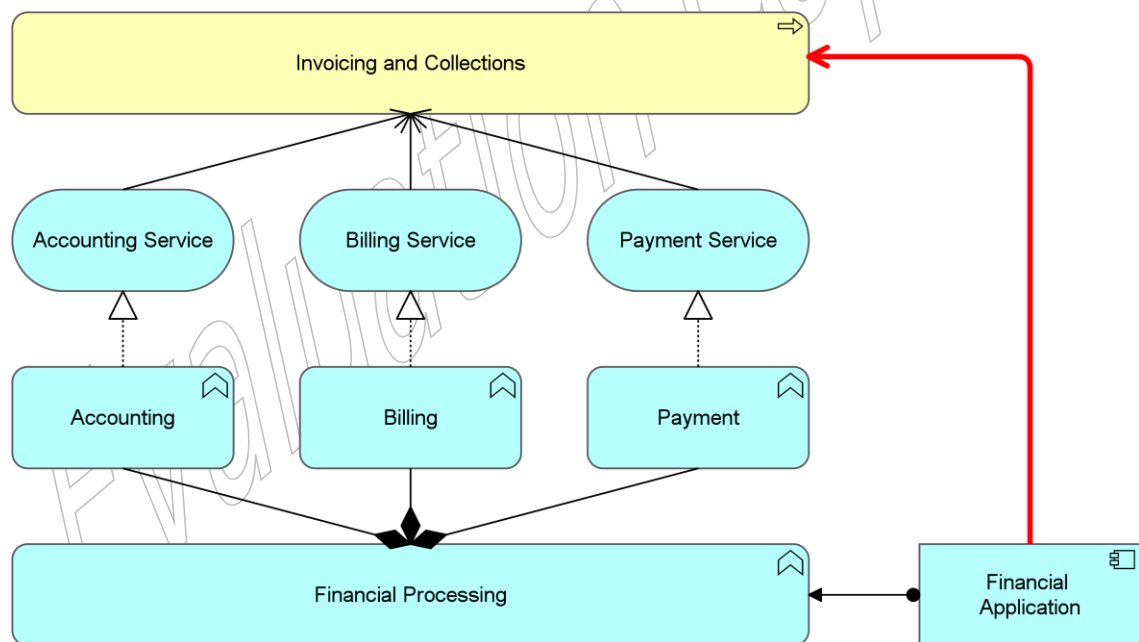 Invoicing and Collections
Accounting Service
Billing Service
Payment Service
Accounting
Billing
Payment
Financial Processing
Financial
Application